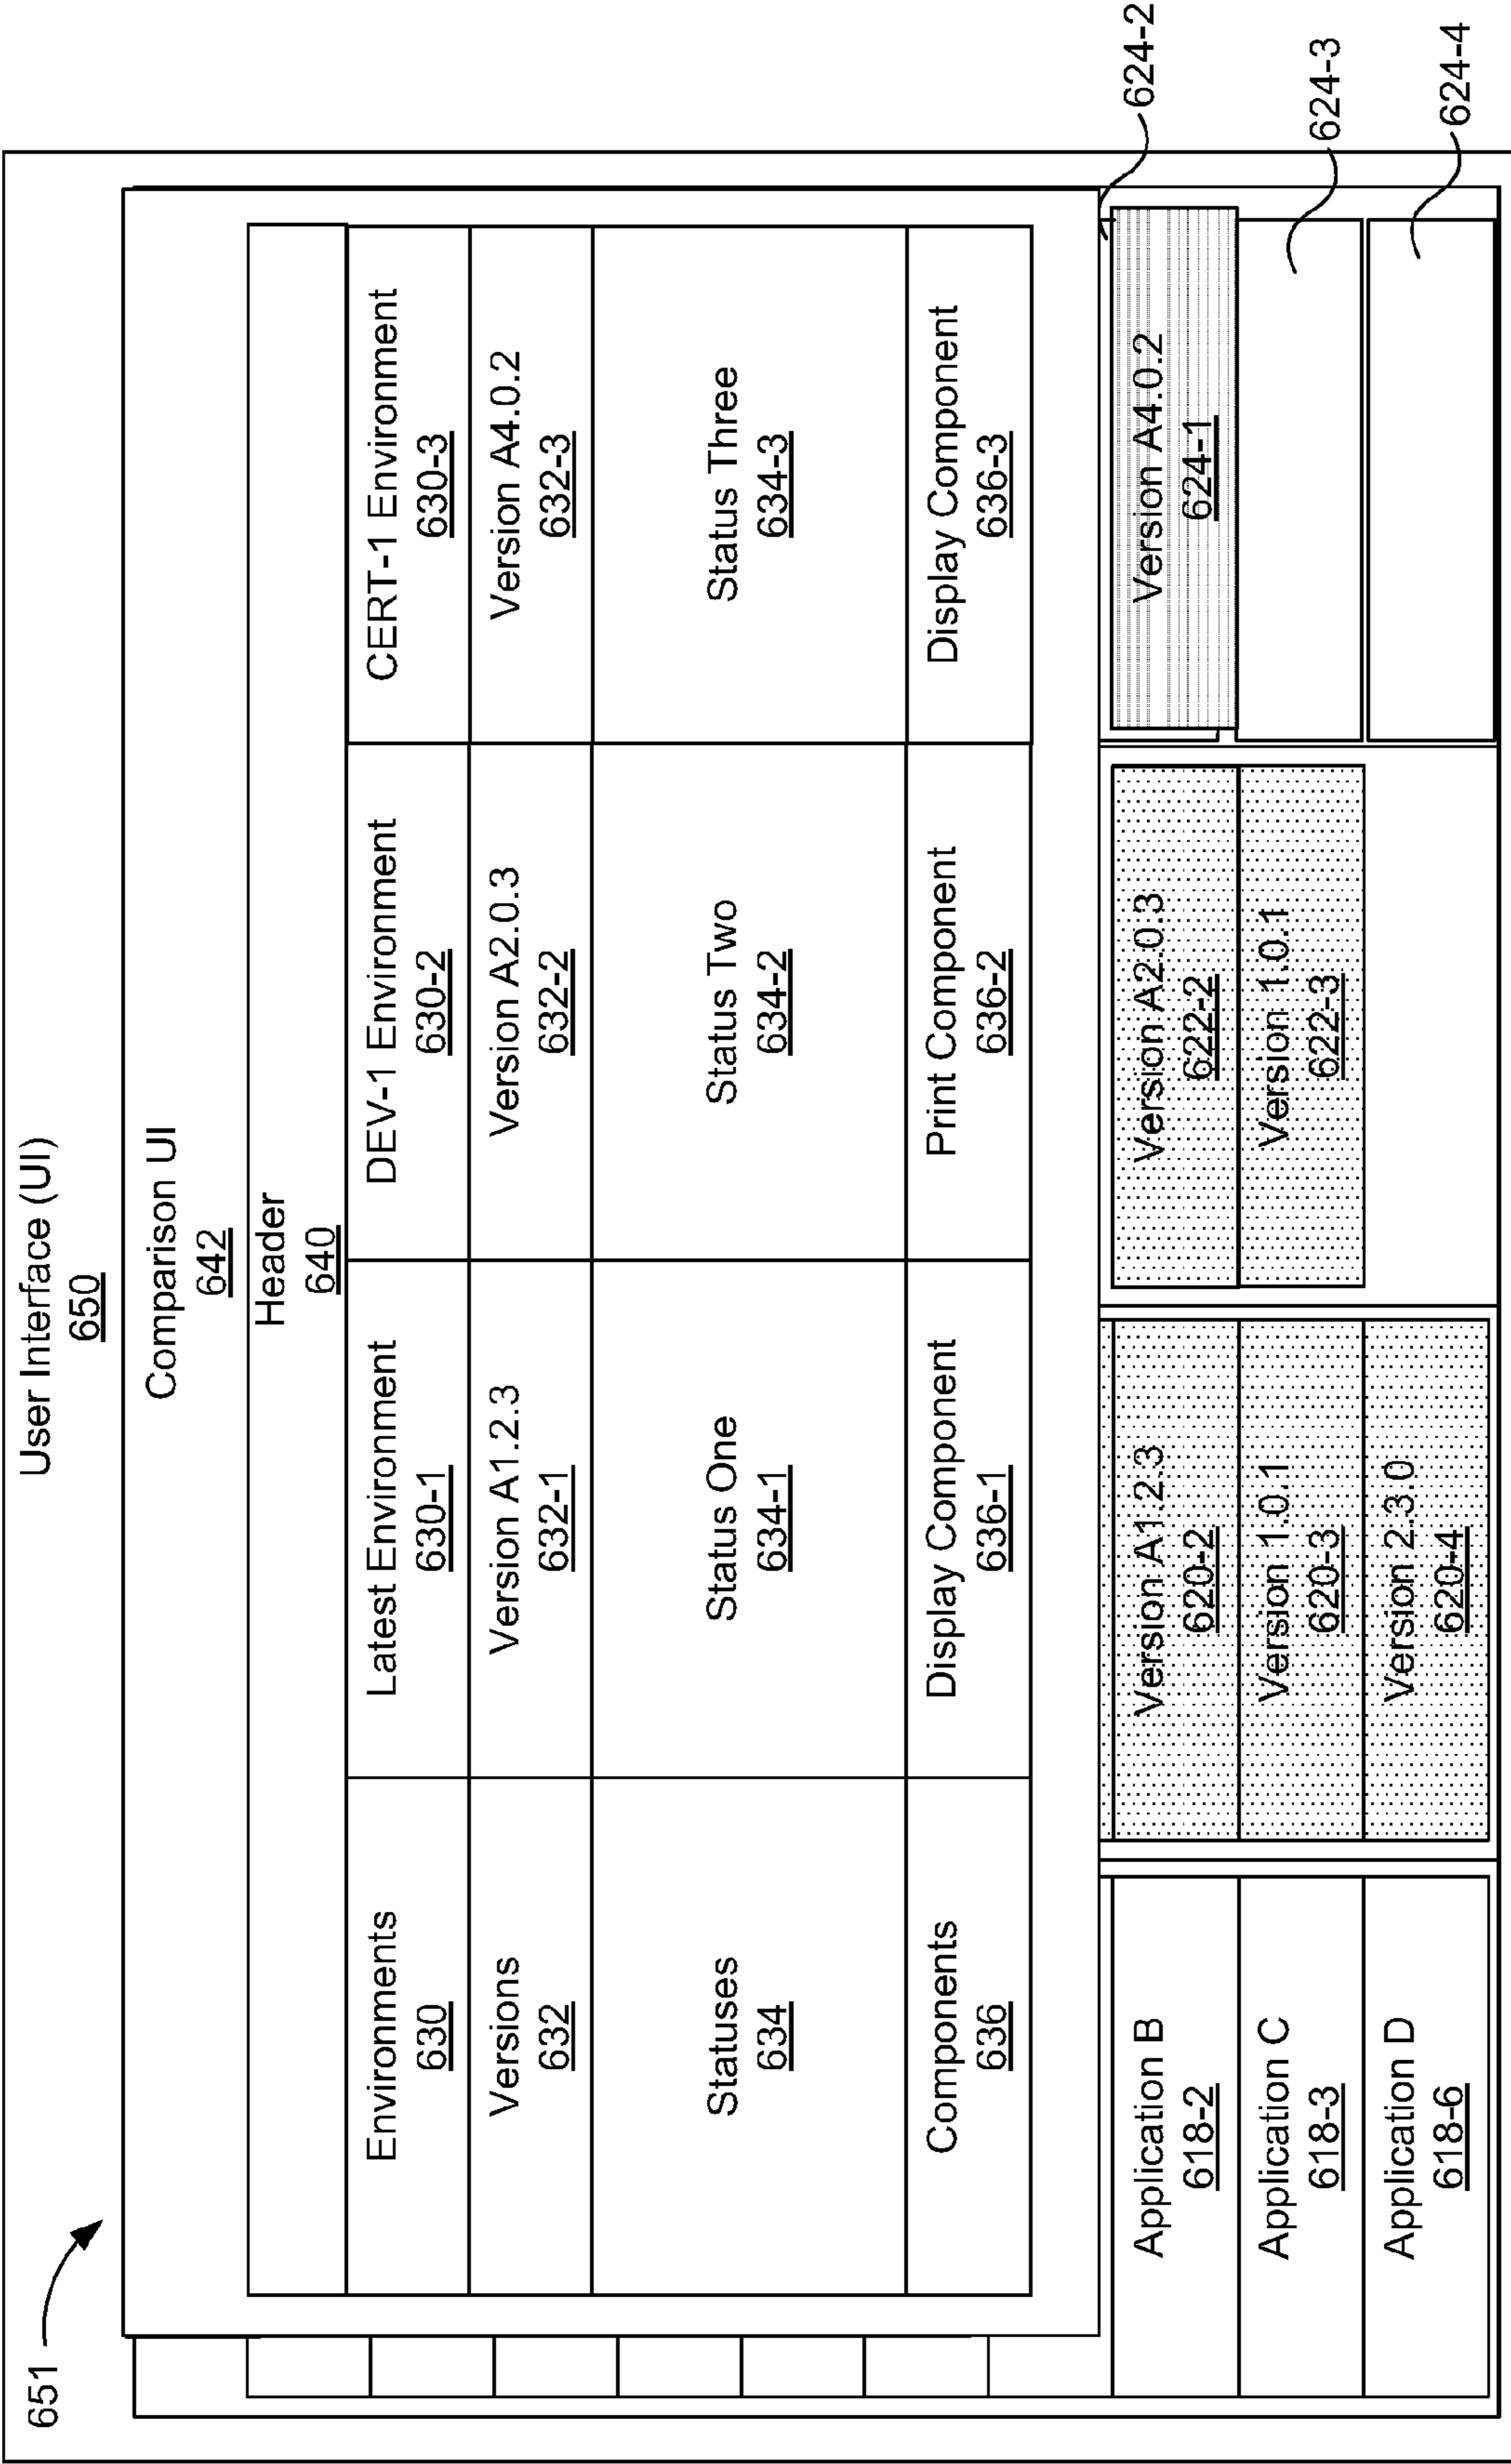 651
User Interface (UI)
650
Comparison UI
642
Header
640
Environments
630
Latest Environment
630-1
DEV-1 Environment
630-2
CERT-1 Environment
630-3
Versions
632
Version A1.2.3
632-1
Version A2.0.3
632-2
Version A4.0.2
632-3
Statuses
634
Status One
634-1
Status Two
634-2
Status Three
634-3
Components
636
Display Component
636-1
Print Component
636-2
Display Component
636-3
Application B
618-2
Version A1.2.3
620-2
Version A2.0.3
622-2
Version A4.0.2
624-1
624-2
Application C
618-3
Version 1.0.1
620-3
Version 1.0.1
622-3
624-3
Application D
618-6
Version 2.3.0
620-4
624-4